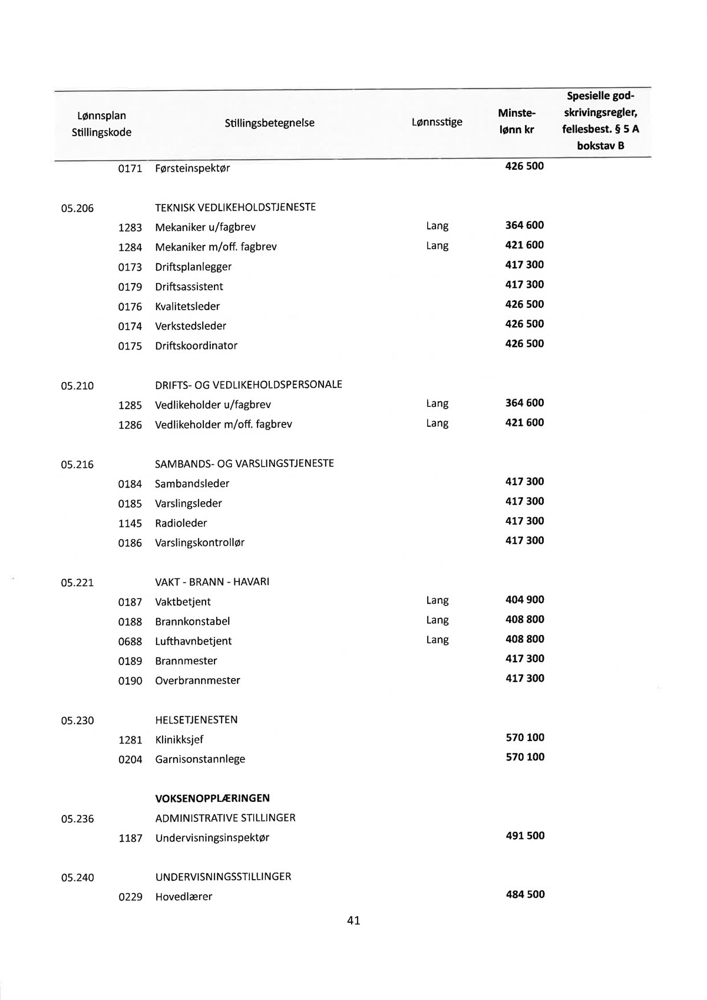 Lønnsplan
Stillingskode
Stillingsbetegnelse
Lønnsstige
Minste-
lønn kr
Spesielle god-
skrivingsregler,
fellesbest. § 5 A
bokstav B
0171 Førsteinspektør 426 500
05.206 TEKNISK VEDLIKEHOLDSTJENESTE
1283 Mekaniker u/fagbrev Lang 364 600
1284 Mekaniker m/off. fagbrev Lang 421 600
0173 Driftsplanlegger 417 300
0179 Driftsassistent 417 300
0176 Kvalitetsleder 426 500
0174 Verkstedsleder 426 500
0175 Driftskoordinator 426 500
05.210 DRIFTS- OG VEDLIKEHOLDSPERSONALE
1285 Vedlikeholder u/fagbrev Lang 364 600
1286 Vedlikeholder m/off. fagbrev Lang 421 600
05.216 SAMBANDS- OG VARSLINGSTJENESTE
0184 Sambandsleder 417 300
0185 Varslingsleder 417 300
1145 Radioleder 417 300
0186 Varslingskontrollør 417 300
05.221 VAKT - BRANN - HAVARI
0187 Vaktbetjent Lang 404 900
0188 Brannkonstabel Lang 408 800
0688 Lufthavnbetjent Lang 408 800
0189 Brannmester 417 300
0190 Overbrannmester 417 300
05.230 HELSETJENESTEN
1281 Klinikksjef 570 100
0204 Garnisonstannlege 570 100
VOKSENOPPLÆRINGEN
05.236 ADMINISTRATIVE STILLINGER
1187 Undervisningsinspektør 491 500
05.240 UNDERVISNINGSSTILLINGER
0229 Hovedlærer 484 500
41